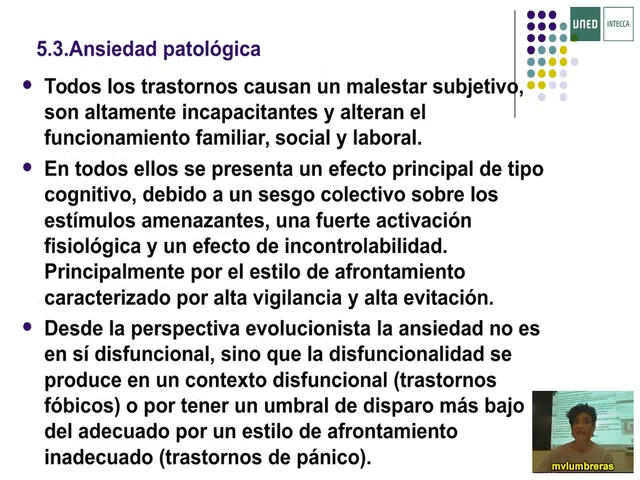 UNED
INTECCA
5.3.Ansiedad patológica
Todos los trastornos causan un malestar subjetivo,
son altamente incapacitantes y alteran el
funcionamiento familiar, social y laboral.
En todos ellos se presenta un efecto principal de tipo
cognitivo, debido a un sesgo colectivo sobre los
estímulos amenazantes, una fuerte activación
fisiológica y un efecto de incontrolabilidad.
Principalmente por el estilo de afrontamiento
caracterizado por alta vigilancia y alta evitación.
Desde la perspectiva evolucionista la ansiedad no es
en sí disfuncional, sino que la disfuncionalidad se
produce en un contexto disfuncional (trastornos
fóbicos) o por tener un umbral de disparo más bajo
del adecuado por un estilo de afrontamiento
inadecuado (trastornos de pánico).
mvlumbreras